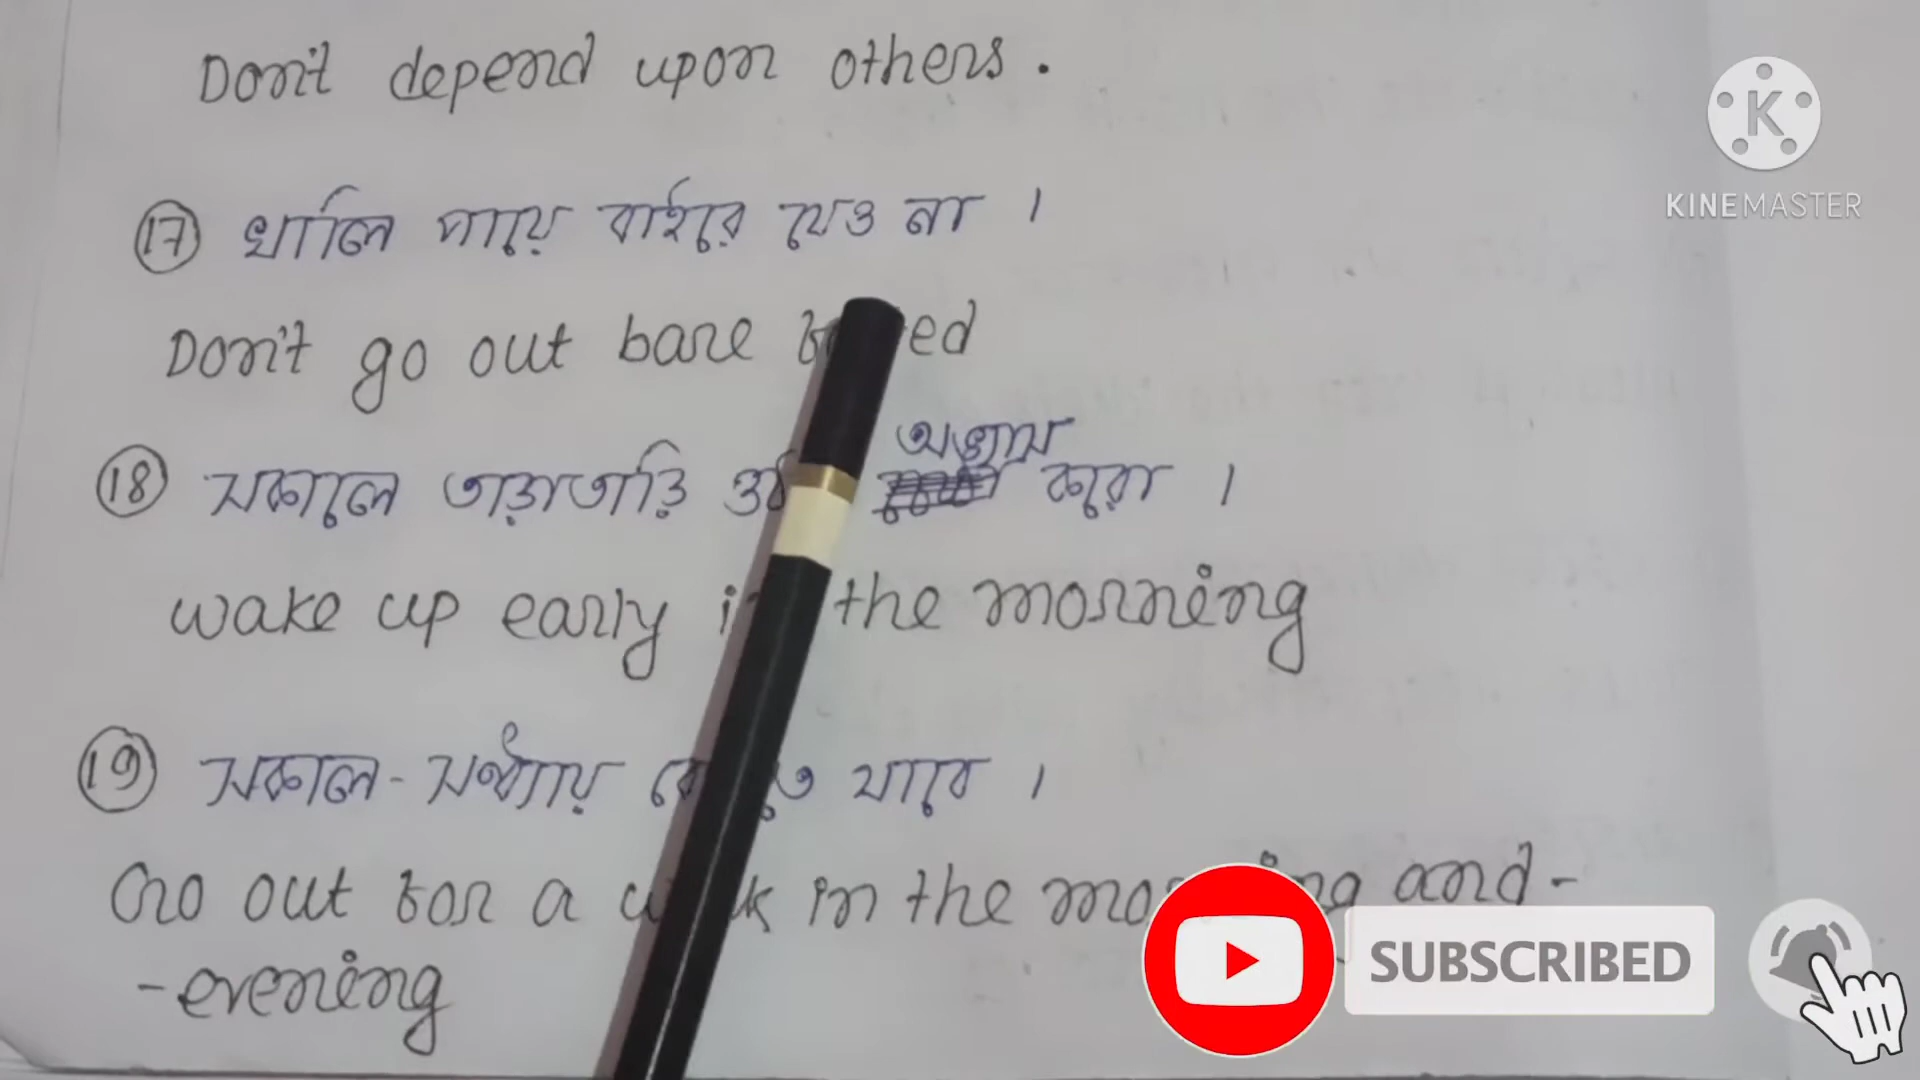 Don't depend upon others.
17 খালি পায়ে বাইরে যেও না ।
Don't go out bare
18 সকালে তাড়াতাড়ি অভ্যাস করো ।
wake up early the morning
19 সকাল-সন্ধ্যায় যাবে ।
Go out for a in the and-
-evening
KINEMASTER
SUBSCRIBED